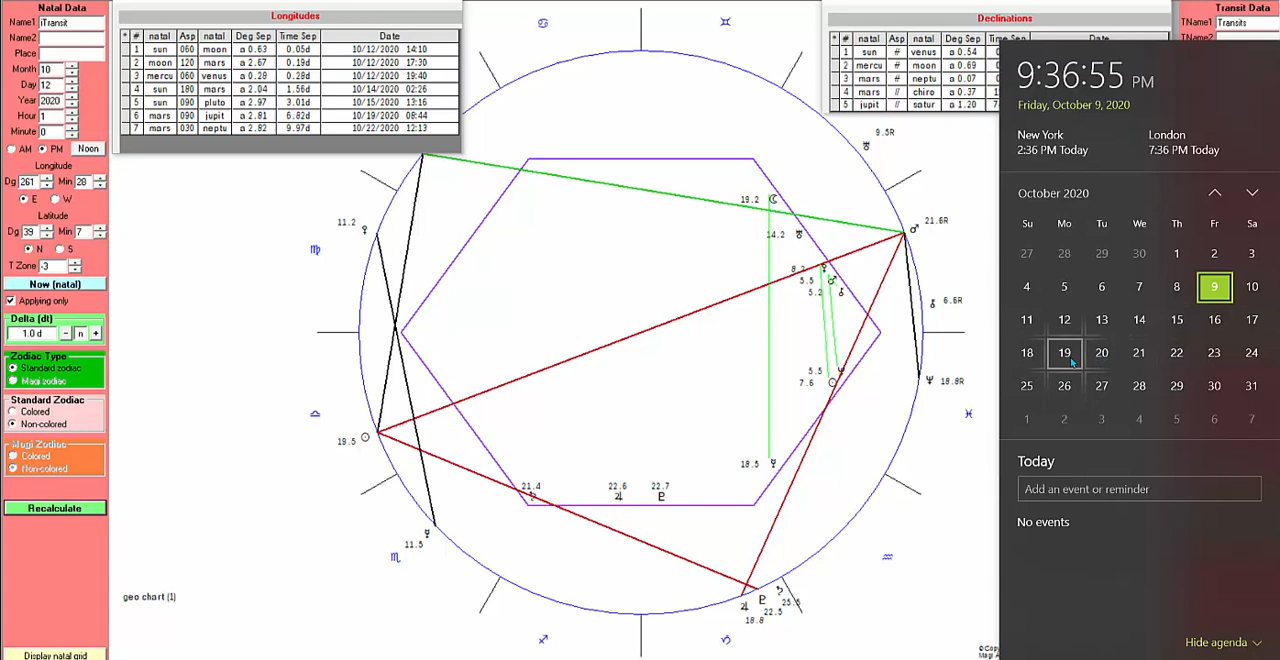 Natal Data
Name1 iTransit
Name2
Place
Month 10
Day 12
Year 2020
Hour 1
Minute 0
AM PM Noon
Longitude
Dg 261 Min 28
E W
Latitude
Dg 39 Min 7
N S
T Zone -3
Now (natal)
Applying only
Delta (dt)
1.0 d − n +
Zodiac Type
Standard zodiac
Magi zodiac
Standard Zodiac
Colored
Non-colored
Magi Zodiac
Colored
Non-colored
Recalculate
Display natal grid
Longitudes
* # natal Asp natal Deg Sep Time Sep Date
1 sun 060 moon a 0.63 0.05d 10/12/2020 14:10
2 moon 120 mars a 2.67 0.19d 10/12/2020 17:30
3 mercu 060 venus a 0.28 0.28d 10/12/2020 19:40
4 sun 180 mars a 2.04 1.56d 10/14/2020 02:26
5 sun 090 pluto a 2.97 3.01d 10/15/2020 13:16
6 mars 090 jupit a 2.81 6.82d 10/19/2020 08:44
7 mars 030 neptu a 2.82 9.97d 10/22/2020 12:13
Declinations
* # natal Asp natal Deg Sep Time Sep Date
1 sun # venus a 0.54
2 mercu # moon a 0.69
3 mars # neptu a 0.07
4 mars // chiro a 0.37
5 jupit // satur a 1.20
Transit Data
TName1 Transits
TName2
♋ ♊
9.5R ♅
11.2 ♀
♍
19.2 ☾
14.2 ♅
21.6R ♂
8.2 ♀
5.5 ♂
5.2 ⚷
6.6R ⚷
5.5 ♆
7.6 ☉
♆ 18.8R
♎
♓
19.5 ☉
18.5 ☿
21.4 ♄
22.6 ♃
22.7 ♇
11.5 ☿
♏
♒
geo chart (1)
♃ 18.8
♇ 22.5
♄ 25.5
♐ ♑
9:36:55 PM
Friday, October 9, 2020
New York
2:36 PM Today
London
7:36 PM Today
October 2020
Su Mo Tu We Th Fr Sa
27 28 29 30 1 2 3
4 5 6 7 8 9 10
11 12 13 14 15 16 17
18 19 20 21 22 23 24
25 26 27 28 29 30 31
1 2 3 4 5 6 7
Today
Add an event or reminder
No events
Hide agenda